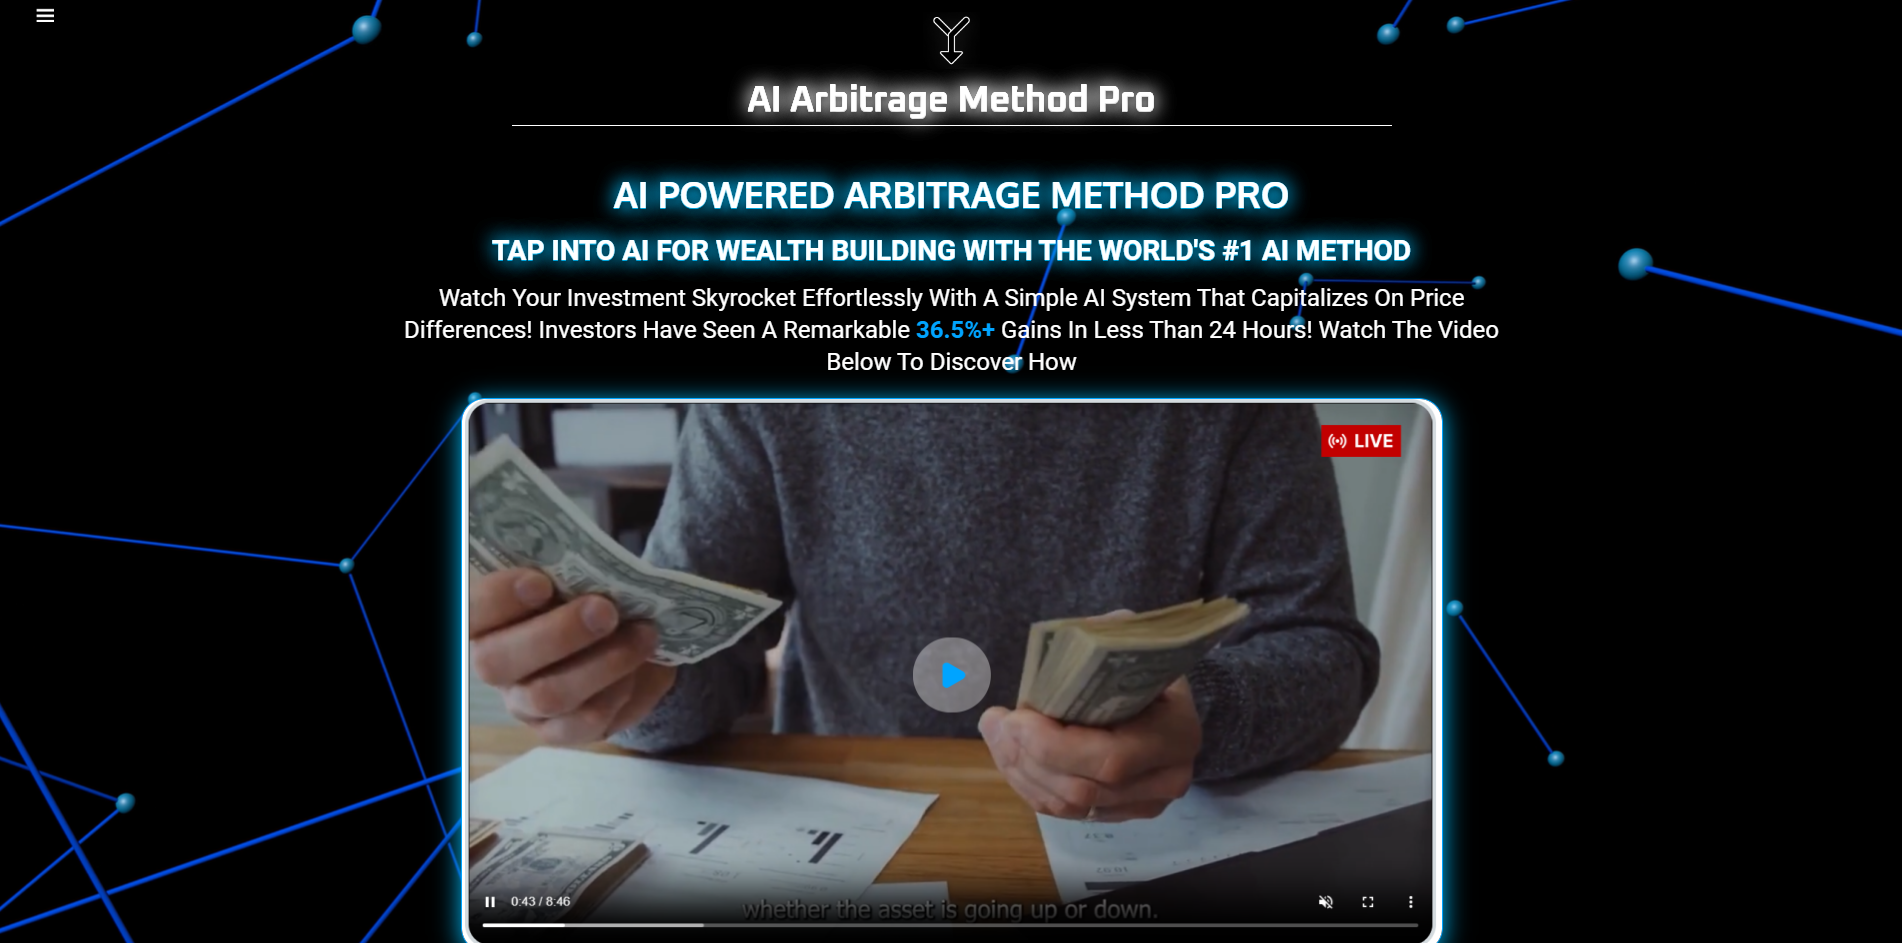 AI Arbitrage Method Pro
AI POWERED ARBITRAGE METHOD PRO
TAP INTO AI FOR WEALTH BUILDING WITH THE WORLD'S #1 AI METHOD
Watch Your Investment Skyrocket Effortlessly With A Simple AI System That Capitalizes On Price
Differences! Investors Have Seen A Remarkable 36.5%+ Gains In Less Than 24 Hours! Watch The Video
Below To Discover How
LIVE
0:43 / 8:46
whether the asset is going up or down.